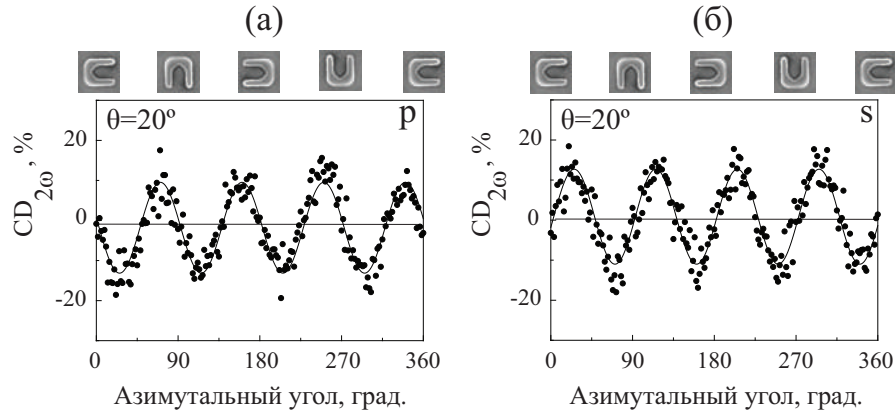 (а)
(б)
θ=20º
p
CD2ω, %
20
0
-20
0
90
180
270
360
Азимутальный угол, град.
θ=20º
s
CD2ω, %
20
0
-20
0
90
180
270
360
Азимутальный угол, град.